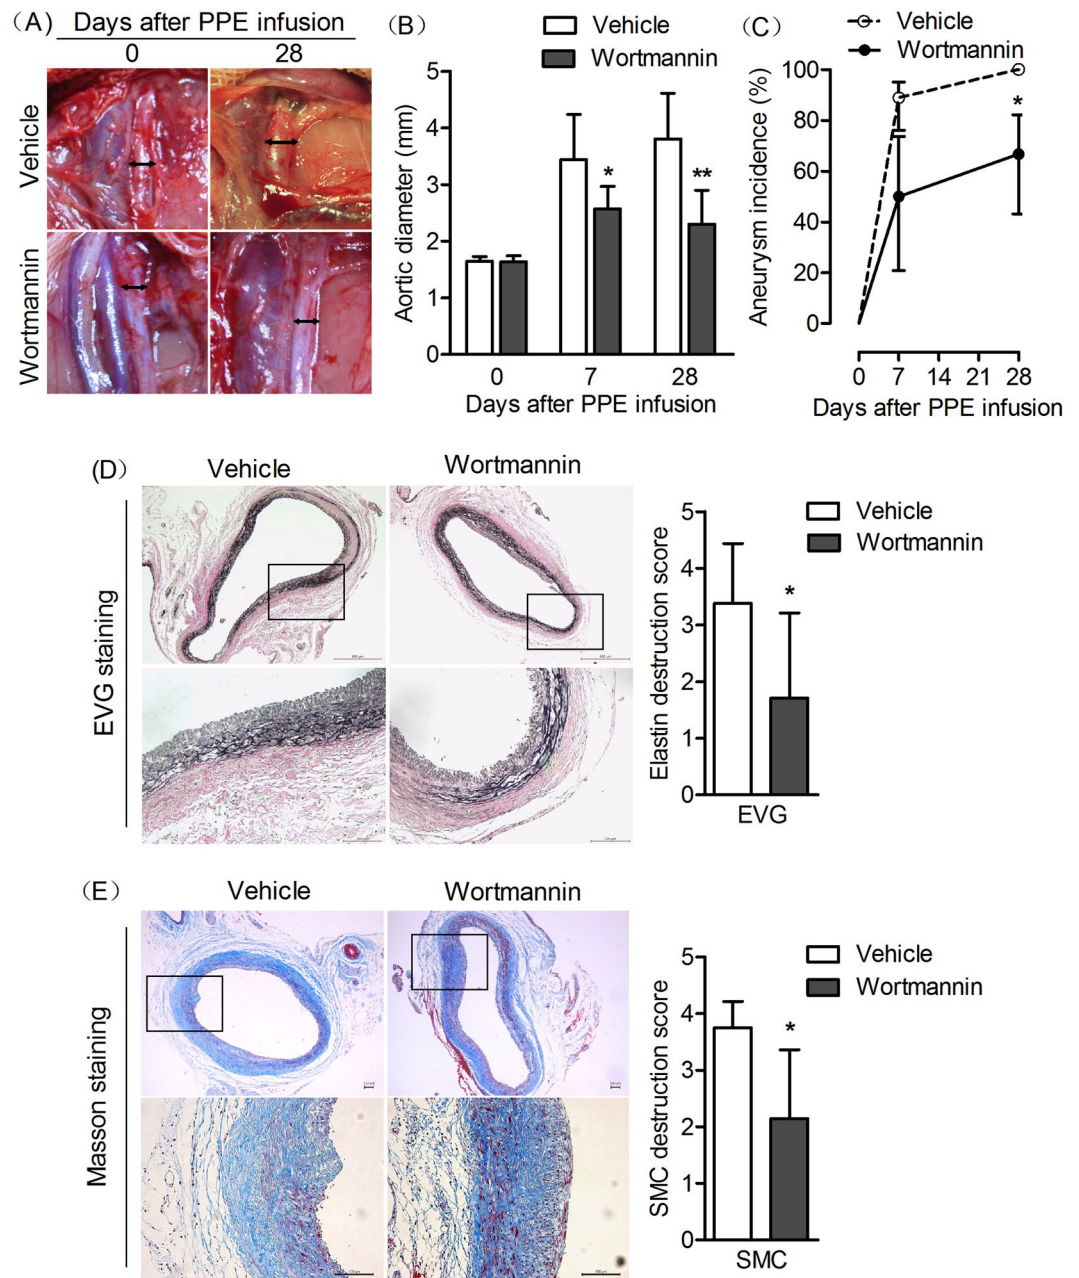 (A)
Days after PPE infusion
0 28
Vehicle
Wortmannin
(B)
Vehicle
Wortmannin
Aortic diameter (mm)
5
4
3
2
1
0
*
**
0 7 28
Days after PPE infusion
(C)
Vehicle
Wortmannin
Aneurysm incidence (%)
100
80
60
40
20
0
*
0 7 14 21 28
Days after PPE infusion
(D)
Vehicle Wortmannin
EVG staining
Vehicle
Wortmannin
Elastin destruction score
5
4
3
2
1
0
*
EVG
(E)
Vehicle Wortmannin
Masson staining
Vehicle
Wortmannin
SMC destruction score
5
4
3
2
1
0
*
SMC